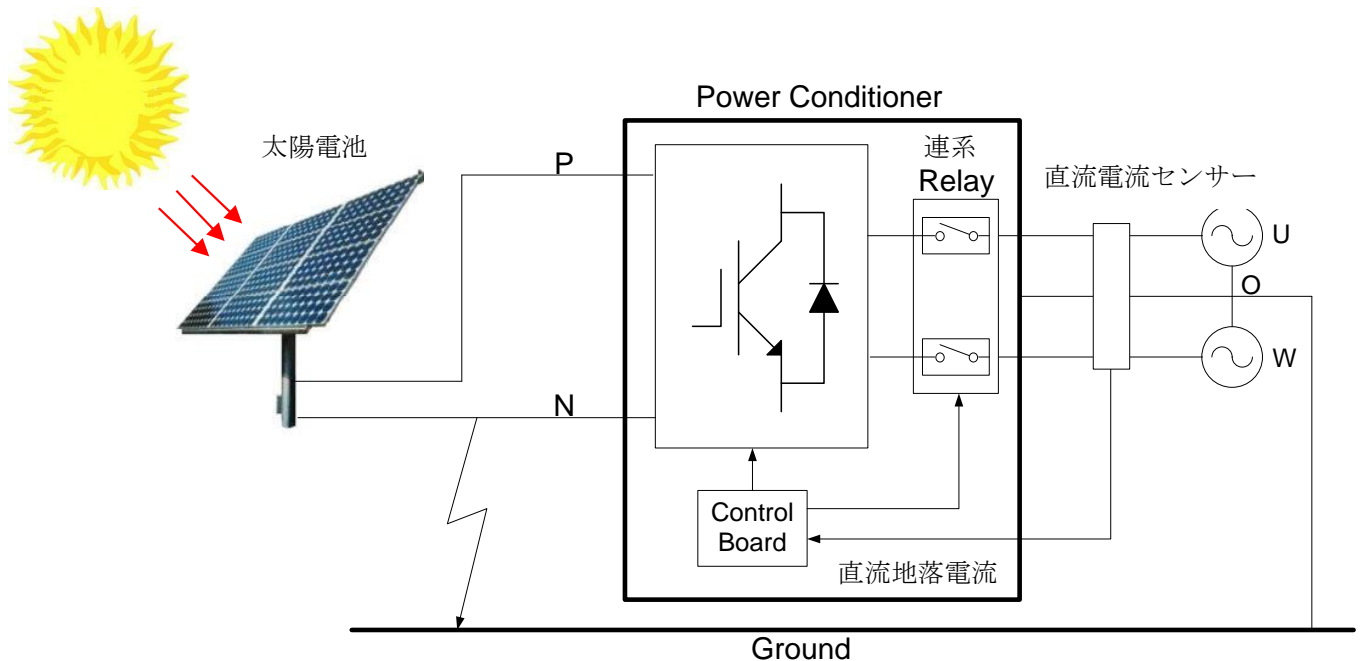 Power Conditioner
太陽電池
P
連系
Relay
直流電流センサー
U
O
W
N
Control
Board
直流地落電流
Ground